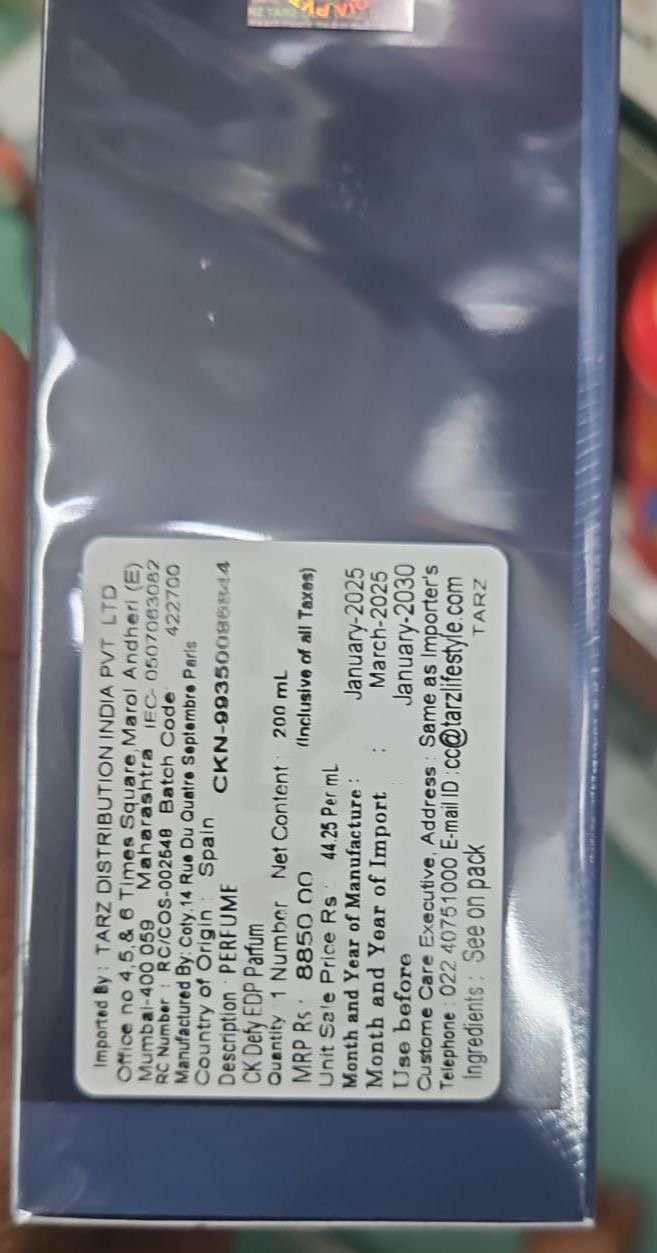 RZ TARZ
Imported By : TARZ DISTRIBUTION INDIA PVT LTD
Office no 4,5,& 6 Times Square, Marol Andheri (E)
Mumbai-400 059 Maharashtra IEC- 0507083082
RC Number : RC/COS-002548 Batch Code 422700
Manufactured By: Coty,14 Rue Du Quatre Septembre Paris
Country of Origin : Spain
Description : PERFUME CKN-99350086844
CK Defy EDP Parfum
Quantity 1 Number Net Content : 200 mL
MRP Rs : 8850.00 (Inclusive of all Taxes)
Unit Sale Price Rs : 44.25 Per mL
Month and Year of Manufacture : January-2025
Month and Year of Import : March-2025
Use before : January-2030
Custome Care Executive, Address : Same as Importer's
Telephone : 022 40751000 E-mail ID :cc@tarzlifestyle.com
Ingredients : See on pack TARZ